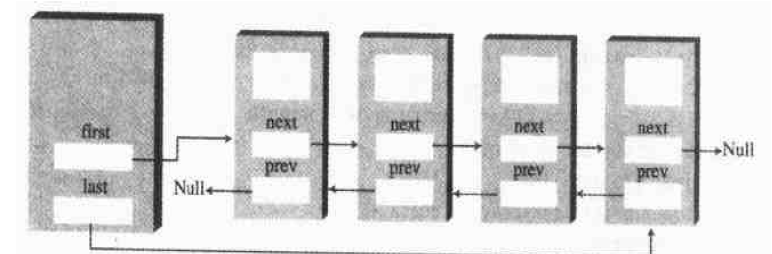 next next next next
first
Null
prev prev prev prev
last
Null